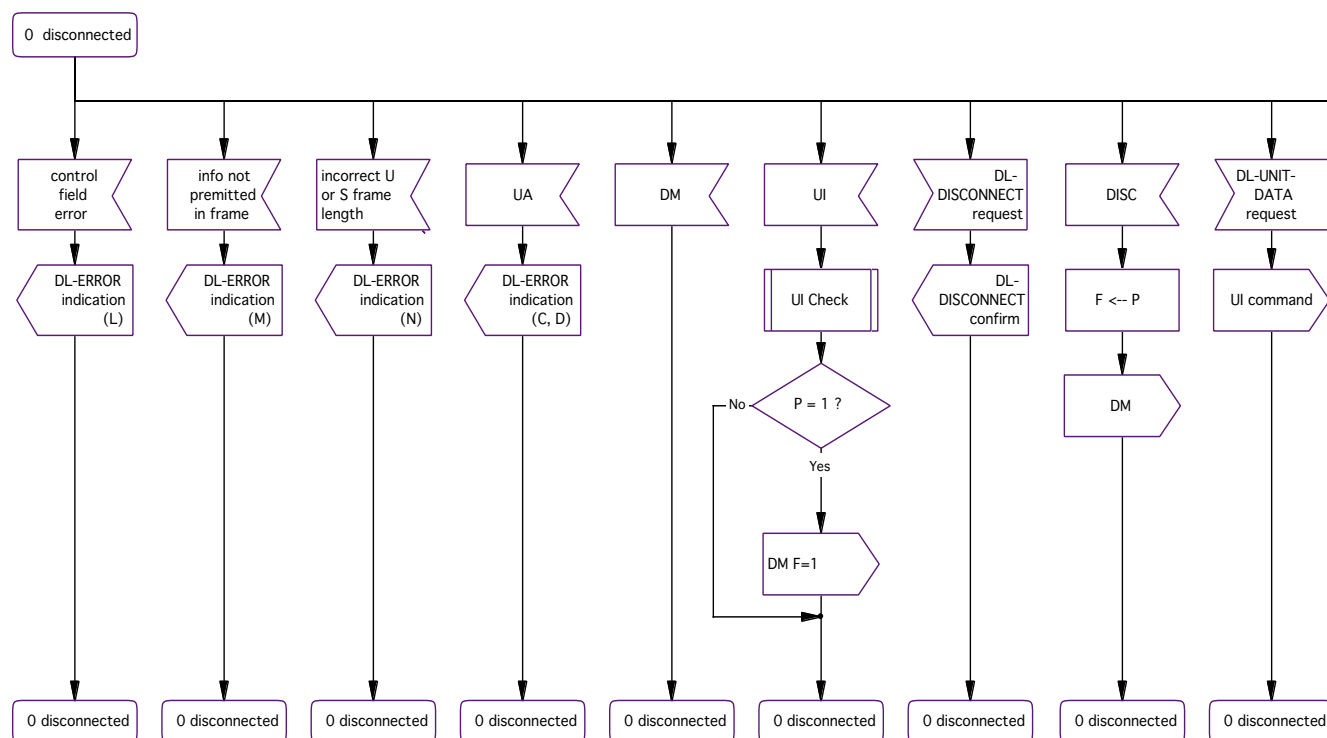 0 disconnected
control
field
error
info not
premitted
in frame
incorrect U
or S frame
length
UA
DM
UI
DL-
DISCONNECT
request
DISC
DL-UNIT-
DATA
request
DL-ERROR
indication
(L)
DL-ERROR
indication
(M)
DL-ERROR
indication
(N)
DL-ERROR
indication
(C, D)
UI Check
DL-
DISCONNECT
confirm
F <-- P
UI command
No
P = 1 ?
DM
Yes
DM F=1
0 disconnected
0 disconnected
0 disconnected
0 disconnected
0 disconnected
0 disconnected
0 disconnected
0 disconnected
0 disconnected